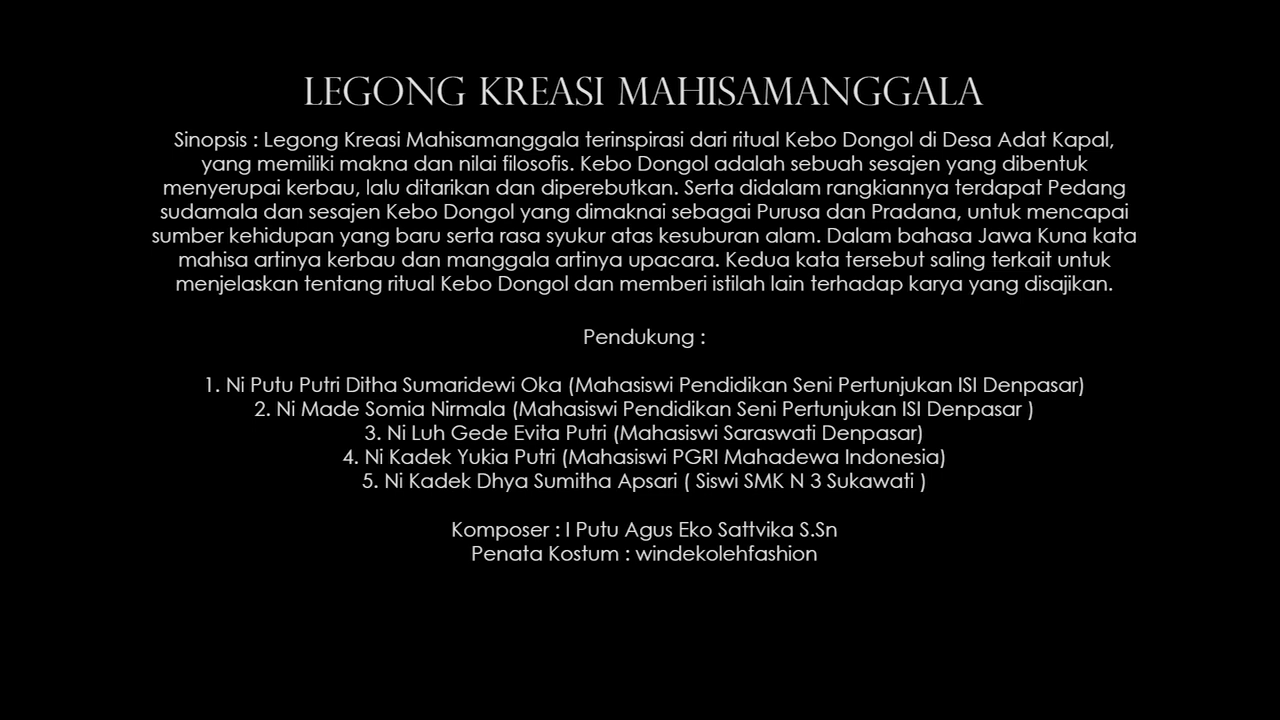 LEGONG KREASI MAHISAMANGGALA
Sinopsis : Legong Kreasi Mahisamanggala terinspirasi dari ritual Kebo Dongol di Desa Adat Kapal,
yang memiliki makna dan nilai filosofis. Kebo Dongol adalah sebuah sesajen yang dibentuk
menyerupai kerbau, lalu ditarikan dan diperebutkan. Serta didalam rangkiannya terdapat Pedang
sudamala dan sesajen Kebo Dongol yang dimaknai sebagai Purusa dan Pradana, untuk mencapai
sumber kehidupan yang baru serta rasa syukur atas kesuburan alam. Dalam bahasa Jawa Kuna kata
mahisa artinya kerbau dan manggala artinya upacara. Kedua kata tersebut saling terkait untuk
menjelaskan tentang ritual Kebo Dongol dan memberi istilah lain terhadap karya yang disajikan.
Pendukung :
1. Ni Putu Putri Ditha Sumaridewi Oka (Mahasiswi Pendidikan Seni Pertunjukan ISI Denpasar)
2. Ni Made Somia Nirmala (Mahasiswi Pendidikan Seni Pertunjukan ISI Denpasar )
3. Ni Luh Gede Evita Putri (Mahasiswi Saraswati Denpasar)
4. Ni Kadek Yukia Putri (Mahasiswi PGRI Mahadewa Indonesia)
5. Ni Kadek Dhya Sumitha Apsari ( Siswi SMK N 3 Sukawati )
Komposer : I Putu Agus Eko Sattvika S.Sn
Penata Kostum : windekolehfashion